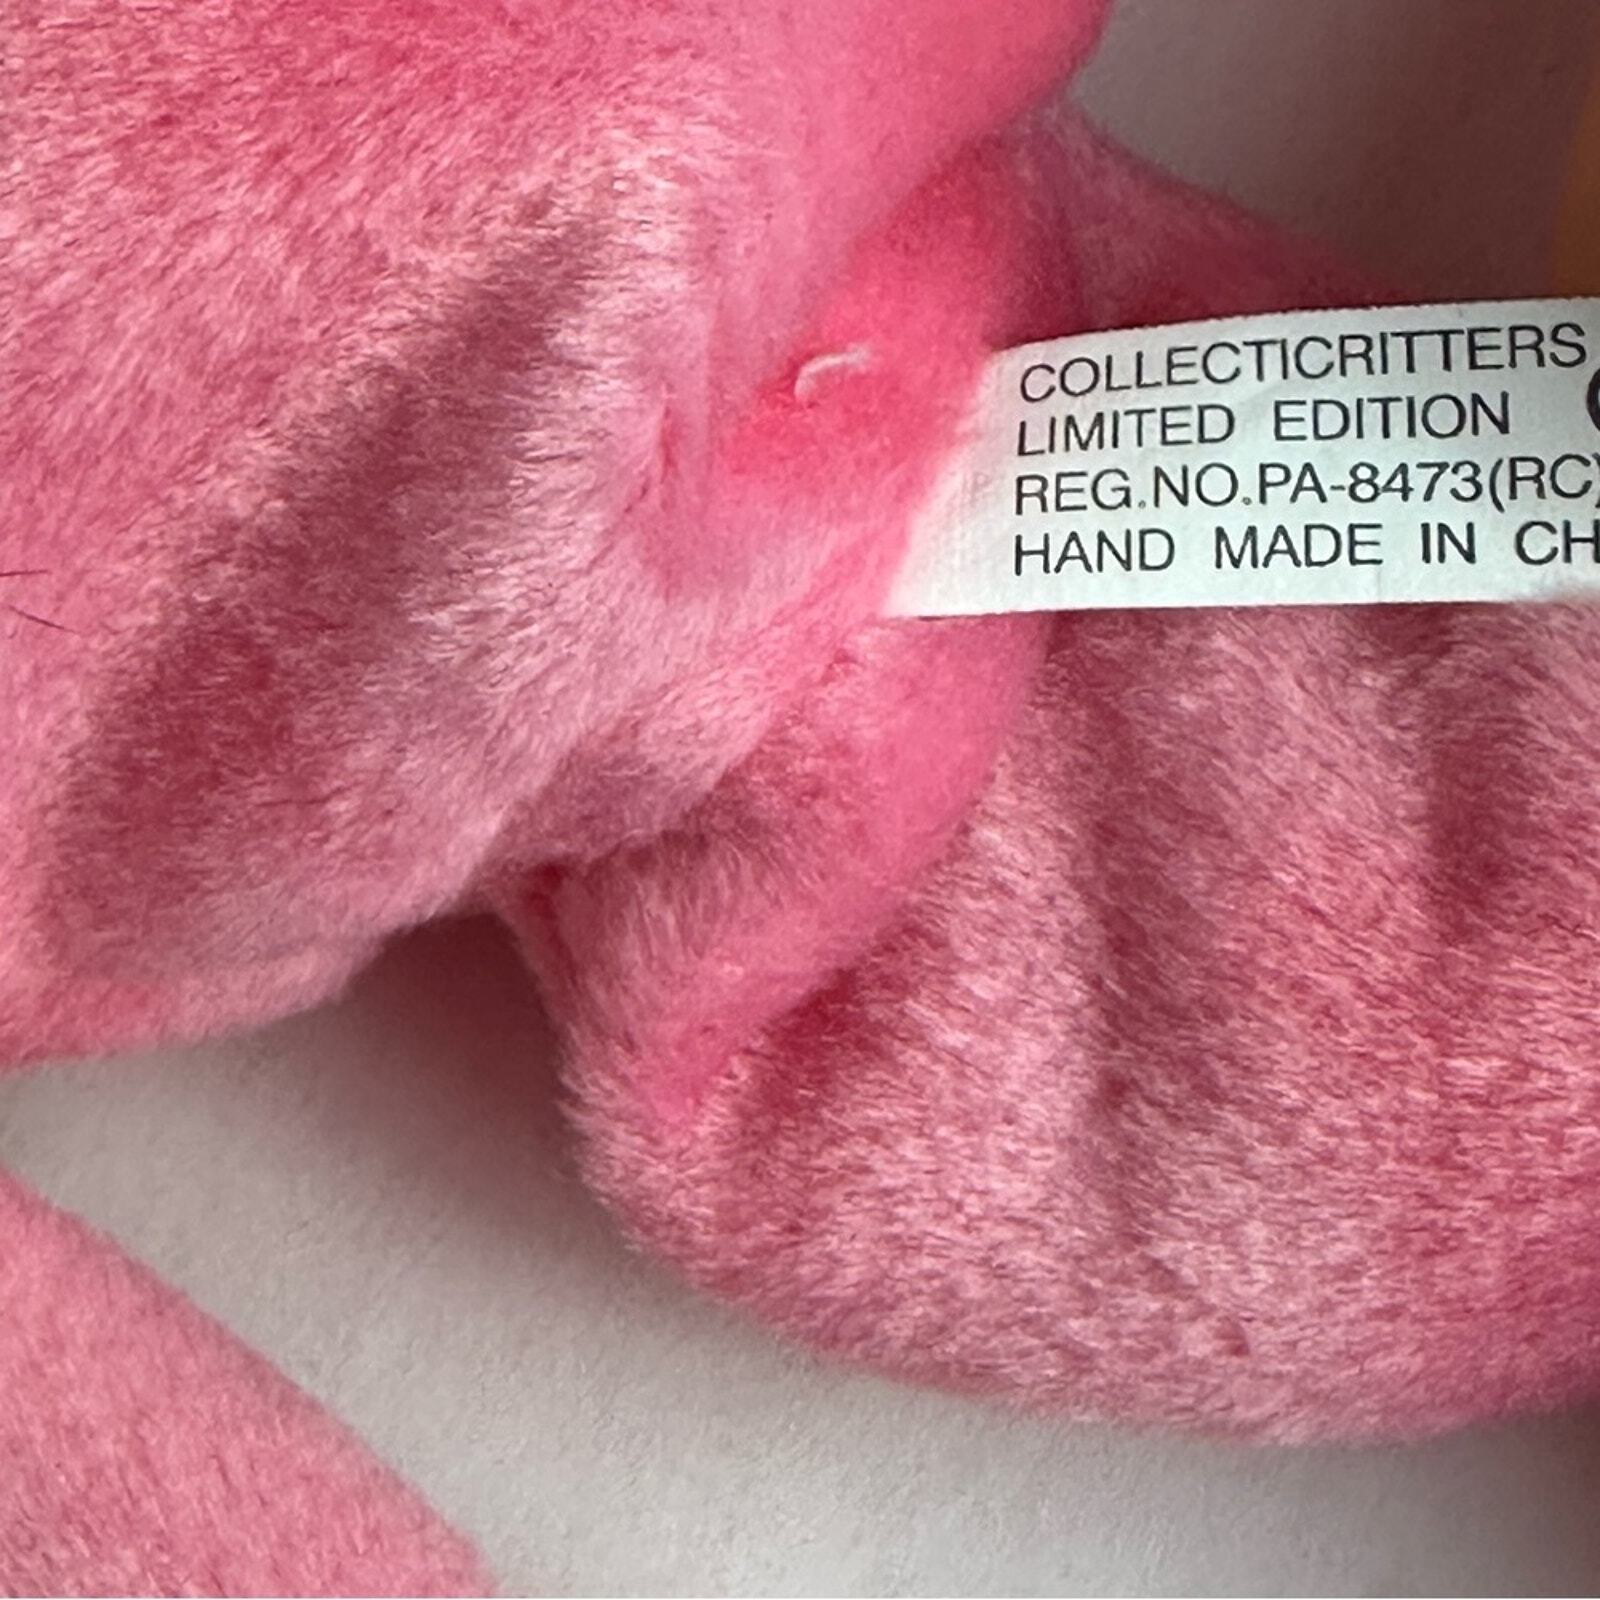 COLLECTICRITTERS
LIMITED EDITION
REG.NO.PA-8473(RC)
HAND MADE IN CH